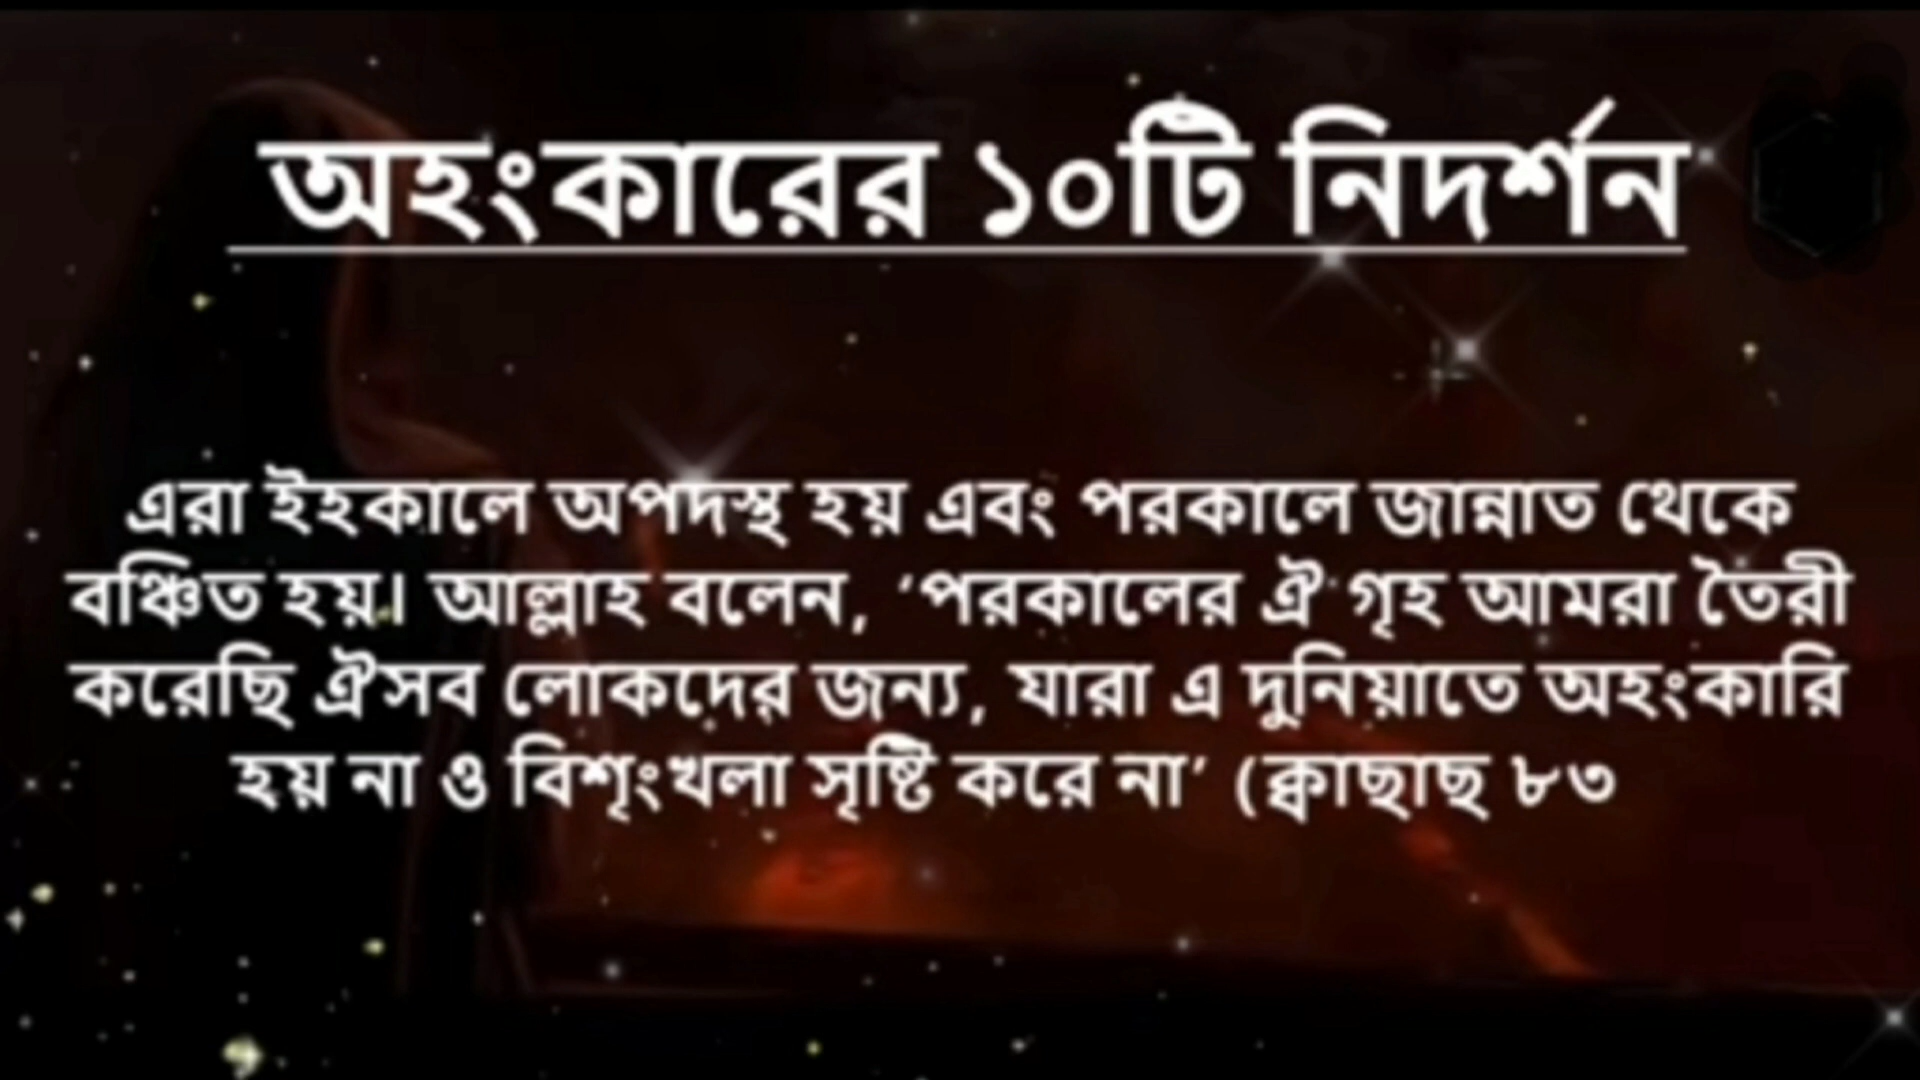 অহংকারের ১০টি নিদর্শন
এরা ইহকালে অপদস্থ হয় এবং পরকালে জান্নাত থেকে
বঞ্চিত হয়। আল্লাহ বলেন, ‘পরকালের ঐ গৃহ আমরা তৈরী
করেছি ঐসব লোকদের জন্য, যারা এ দুনিয়াতে অহংকারি
হয় না ও বিশৃংখলা সৃষ্টি করে না’ (ক্বাছাছ ৮৩